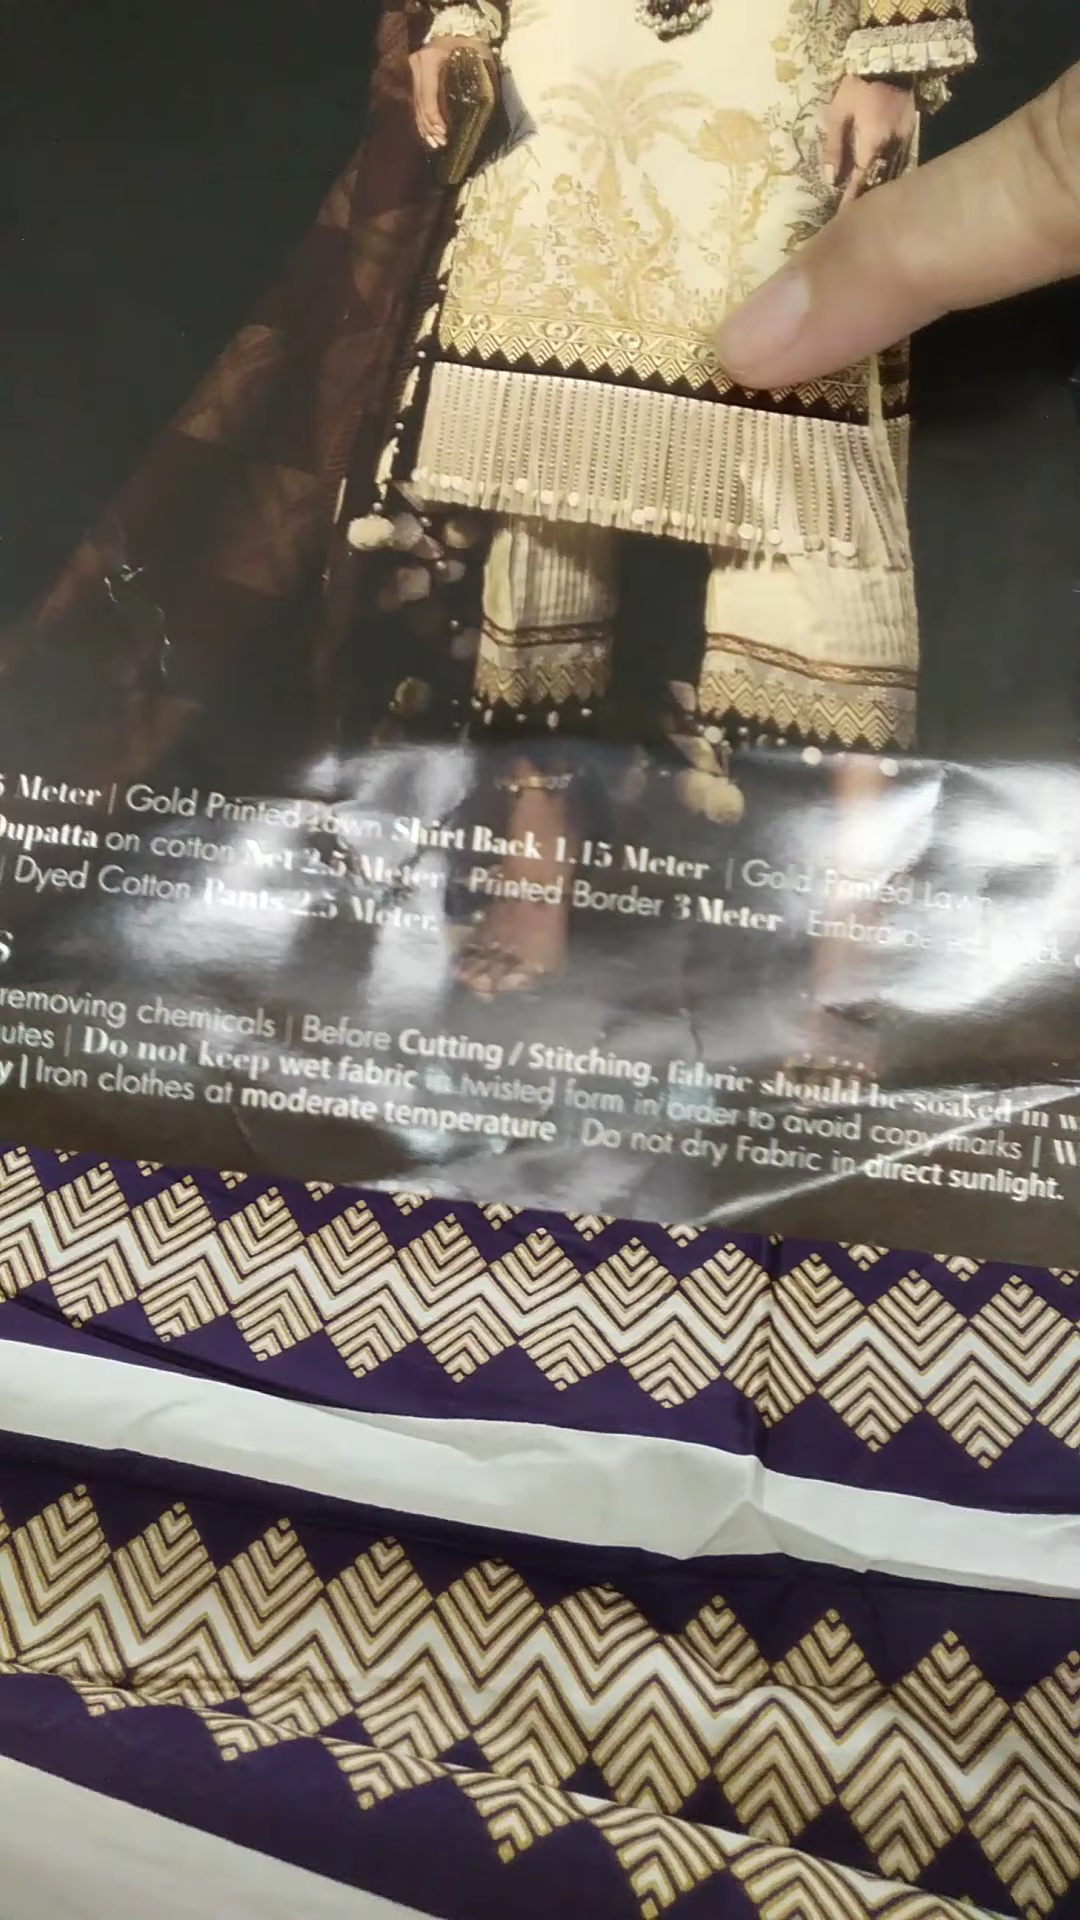 5 Meter | Gold Printed Lawn Shirt Back 1.15 Meter | Gold Printed Lawn
Dupatta on cotton Net 2.5 Meter | Printed Border 3 Meter | Embroidered
| Dyed Cotton Pants 2.5 Meter.
S
removing chemicals | Before Cutting / Stitching, fabric should be soaked in w
utes | Do not keep wet fabric in twisted form in order to avoid copy marks | W
y | Iron clothes at moderate temperature | Do not dry Fabric in direct sunlight.